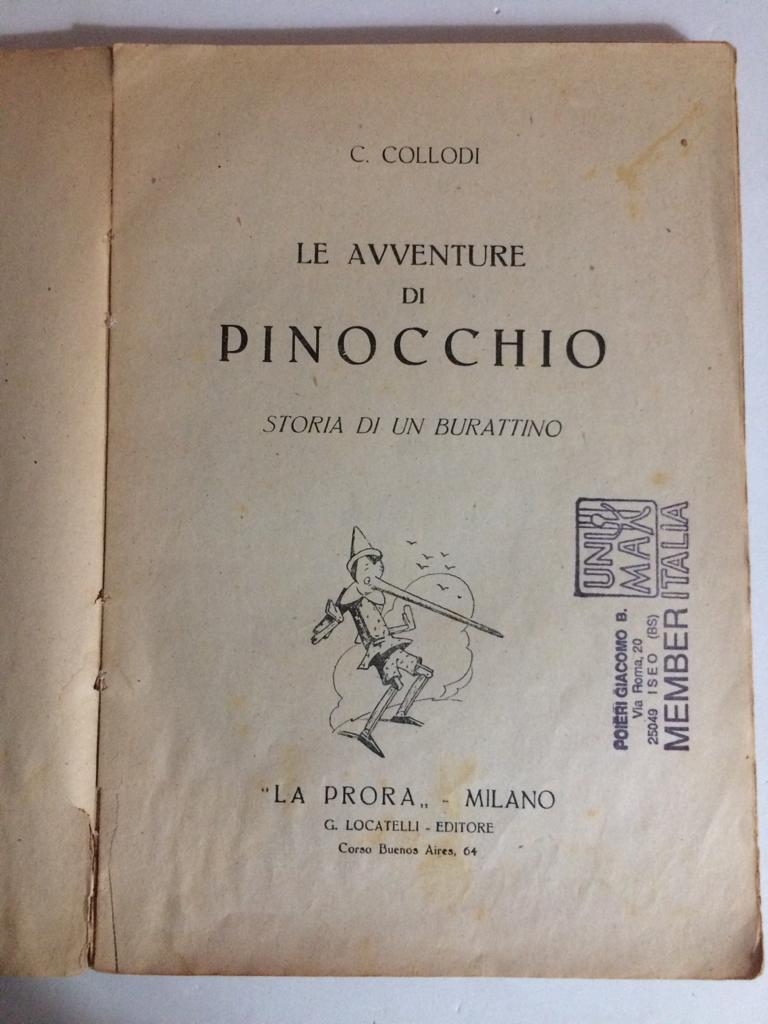 C. COLLODI
LE AVVENTURE
DI
PINOCCHIO
STORIA DI UN BURATTINO
"LA PRORA„ - MILANO
G. LOCATELLI - EDITORE
Corso Buenos Aires, 64
UNI
MAX
POIERI GIACOMO B.
Via Roma, 20
25049 ISEO (BS)
MEMBER ITALIA